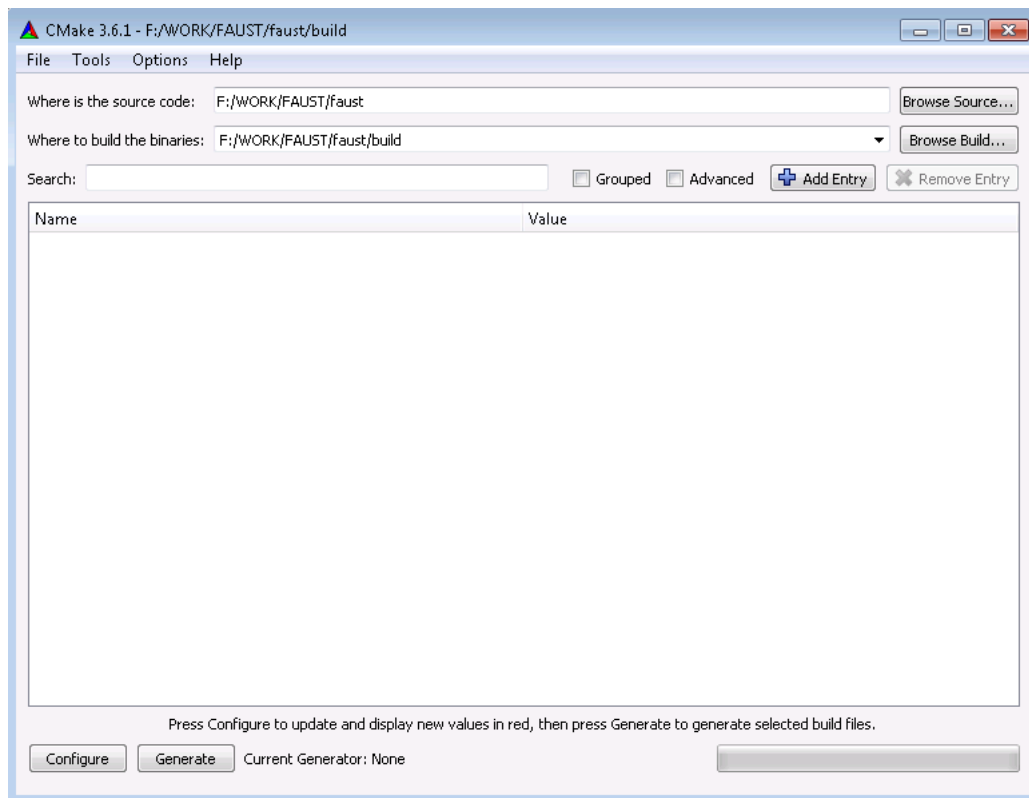 CMake 3.6.1 - F:/WORK/FAUST/faust/build
File Tools Options Help
Where is the source code: F:/WORK/FAUST/faust Browse Source...
Where to build the binaries: F:/WORK/FAUST/faust/build Browse Build...
Search: Grouped Advanced Add Entry Remove Entry
Name Value
Press Configure to update and display new values in red, then press Generate to generate selected build files.
Configure Generate Current Generator: None